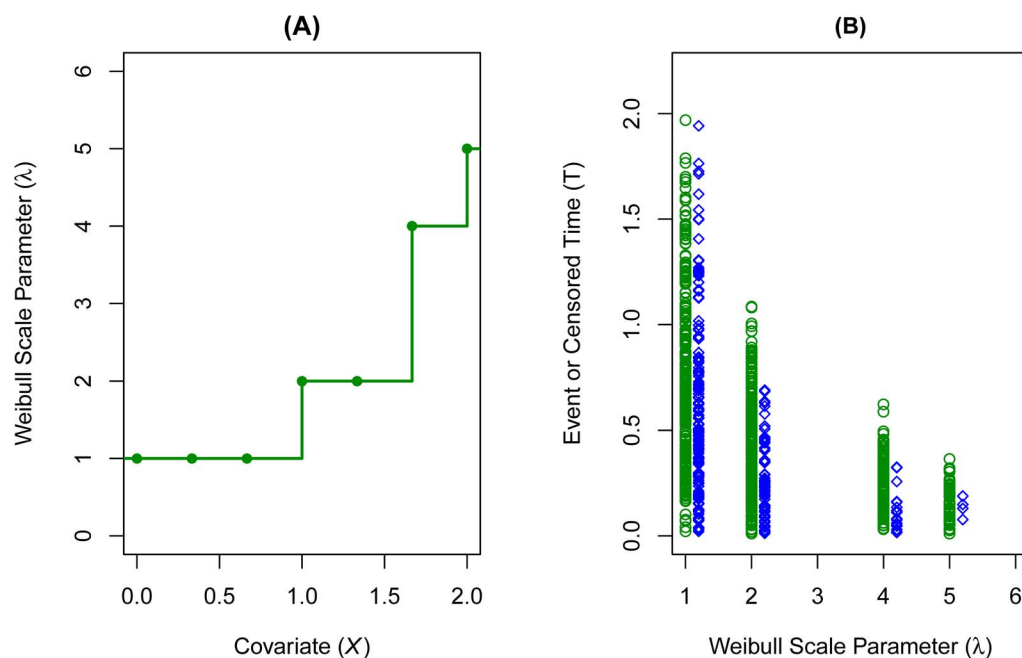 (A)
Weibull Scale Parameter (λ)
6
5
4
3
2
1
0
0.0 0.5 1.0 1.5 2.0
Covariate (X)
(B)
Event or Censored Time (T)
2.0
1.5
1.0
0.5
0.0
1 2 3 4 5 6
Weibull Scale Parameter (λ)